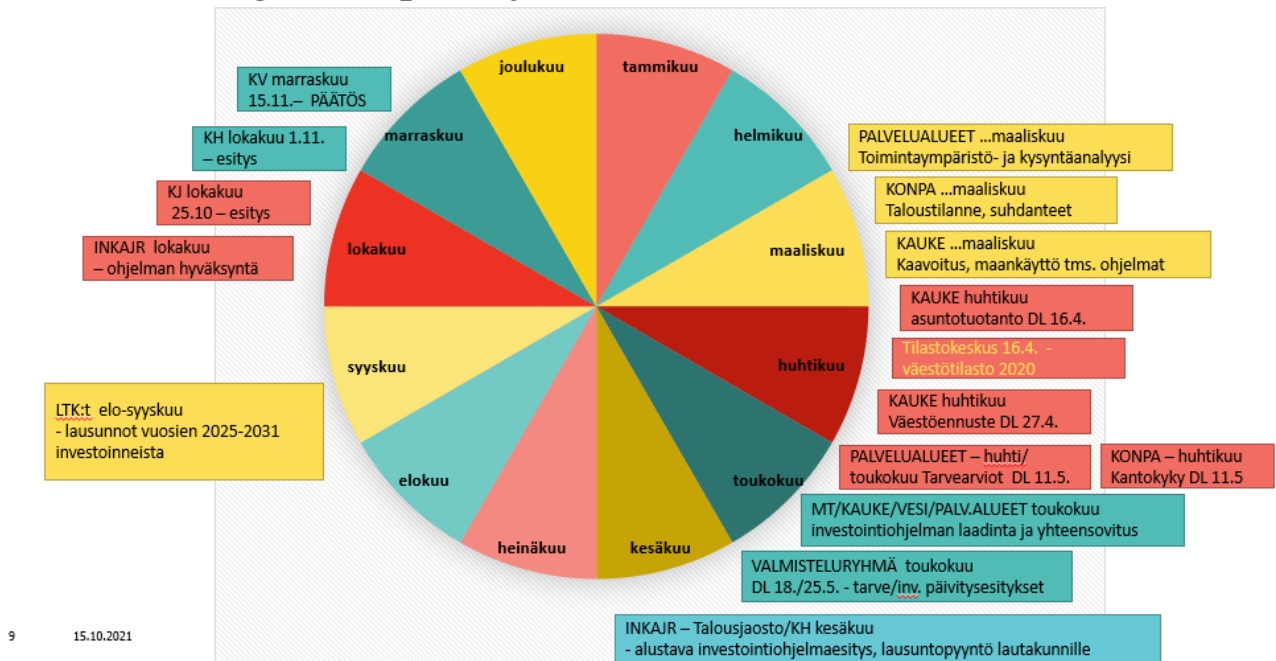 joulukuu
tammikuu
helmikuu
maaliskuu
huhtikuu
toukokuu
kesäkuu
heinäkuu
elokuu
syyskuu
lokakuu
marraskuu
KV marraskuu
15.11.– PÄÄTÖS
KH lokakuu 1.11.
– esitys
KJ lokakuu
25.10 – esitys
INKAJR lokakuu
– ohjelman hyväksyntä
LTK:t elo-syyskuu
- lausunnot vuosien 2025-2031
investoinneista
PALVELUALUEET ...maaliskuu
Toimintaympäristö- ja kysyntäanalyysi
KONPA ...maaliskuu
Taloustilanne, suhdanteet
KAUKE ...maaliskuu
Kaavoitus, maankäyttö tms. ohjelmat
KAUKE huhtikuu
asuntotuotanto DL 16.4.
Tilastokeskus 16.4. -
väestötilasto 2020
KAUKE huhtikuu
Väestöennuste DL 27.4.
PALVELUALUEET – huhti/
toukokuu Tarvearviot DL 11.5.
KONPA – huhtikuu
Kantokyky DL 11.5
MT/KAUKE/VESI/PALV.ALUEET toukokuu
investointiohjelman laadinta ja yhteensovitus
VALMISTELURYHMÄ toukokuu
DL 18./25.5. - tarve/inv. päivitysesitykset
INKAJR – Talousjaosto/KH kesäkuu
- alustava investointiohjelmaesitys, lausuntopyyntö lautakunnille
9 15.10.2021